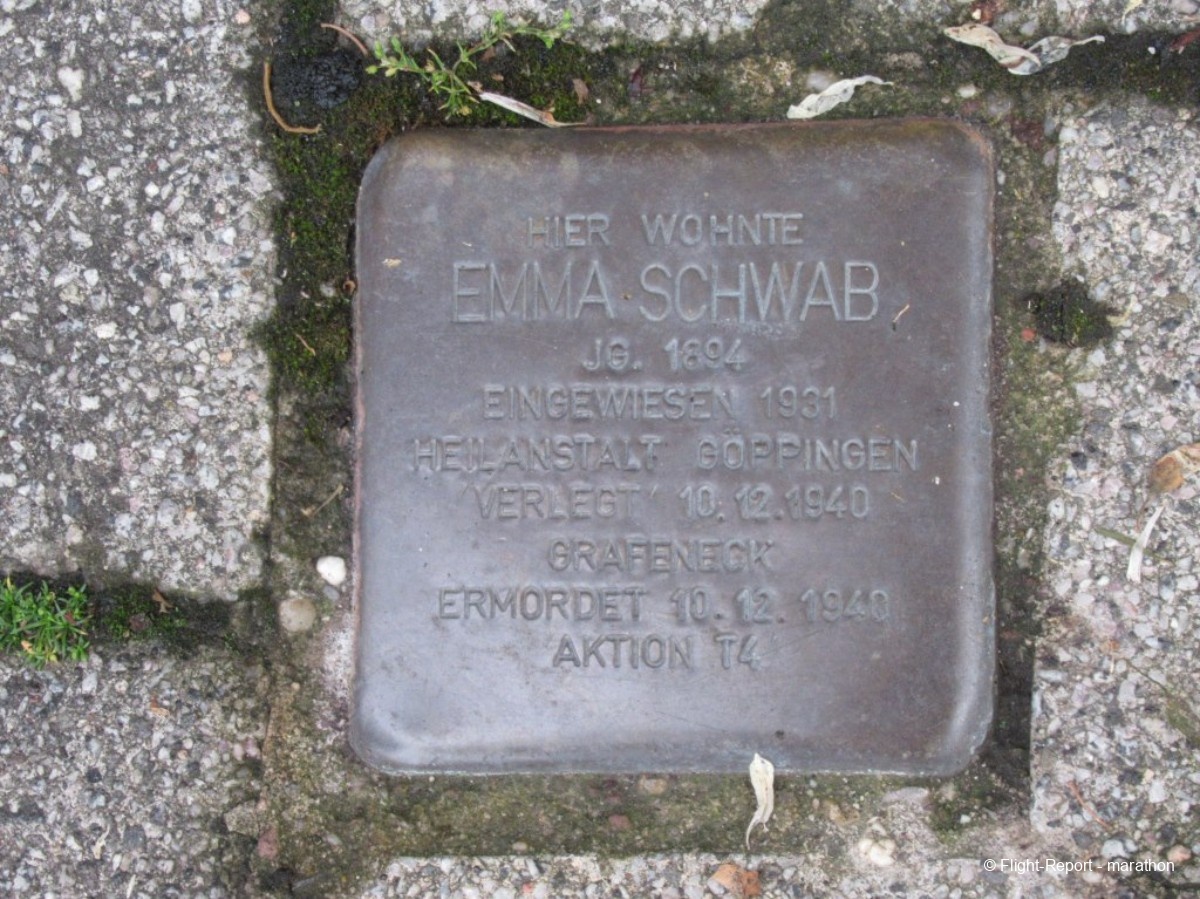 HIER WOHNTE
EMMA SCHWAB
JG. 1894
EINGEWIESEN 1931
HEILANSTALT GÖPPINGEN
'VERLEGT' 10.12.1940
GRAFENECK
ERMORDET 10.12.1940
'AKTION T4'
© Flight-Report - marathon